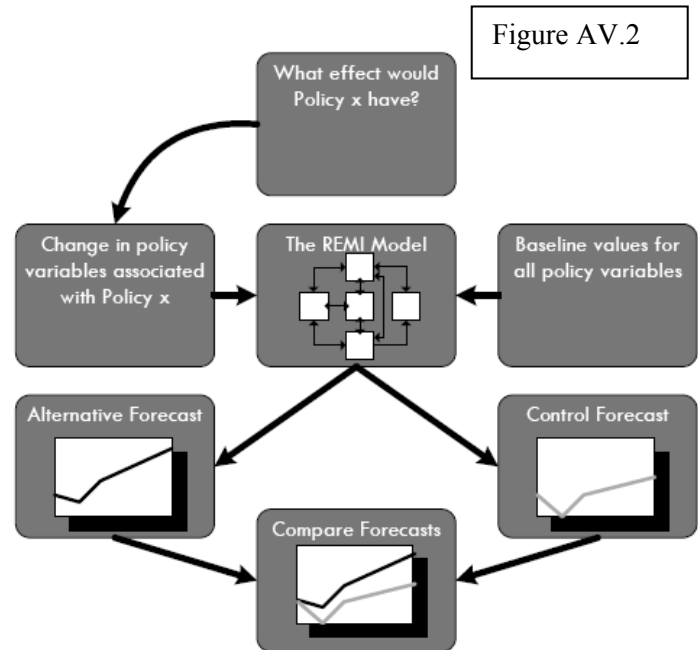 Figure AV.2
What effect would
Policy x have?
Change in policy
variables associated
with Policy x
The REMI Model
Baseline values for
all policy variables
Alternative Forecast
Control Forecast
Compare Forecasts